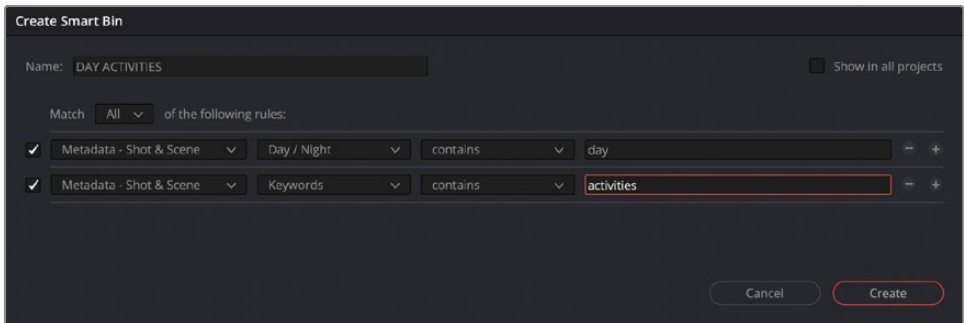 Create Smart Bin
Name: DAY ACTIVITIES Show in all projects
Match All of the following rules:
Metadata - Shot & Scene Day / Night contains day
Metadata - Shot & Scene Keywords contains activities
Cancel Create